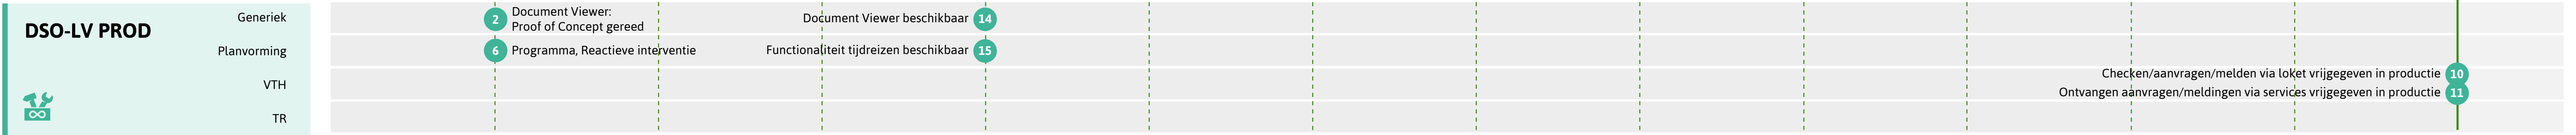 DSO-LV PROD
Generiek
2 Document Viewer:
Proof of Concept gereed
Document Viewer beschikbaar 14
Planvorming
6 Programma, Reactieve interventie
Functionaliteit tijdreizen beschikbaar 15
VTH
Checken/aanvragen/melden via loket vrijgegeven in productie 10
Ontvangen aanvragen/meldingen via services vrijgegeven in productie 11
TR